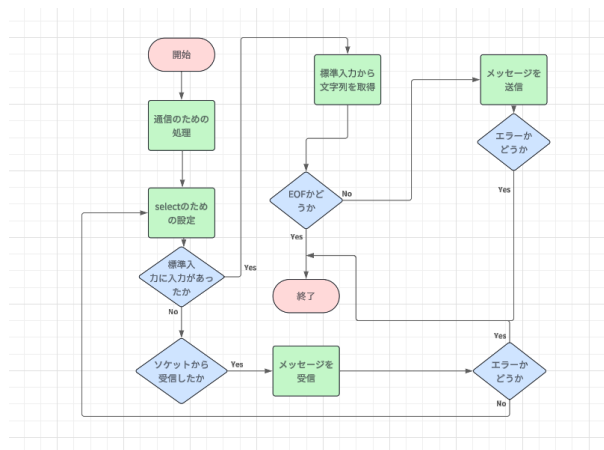 開始
通信のための
処理
selectのため
の設定
標準入
力に入力があっ
たか
Yes
No
ソケットから
受信したか
Yes
メッセージを
受信
標準入力から
文字列を取得
EOFかど
うか
No
Yes
終了
メッセージを
送信
エラーか
どうか
Yes
Yes
エラーか
どうか
No